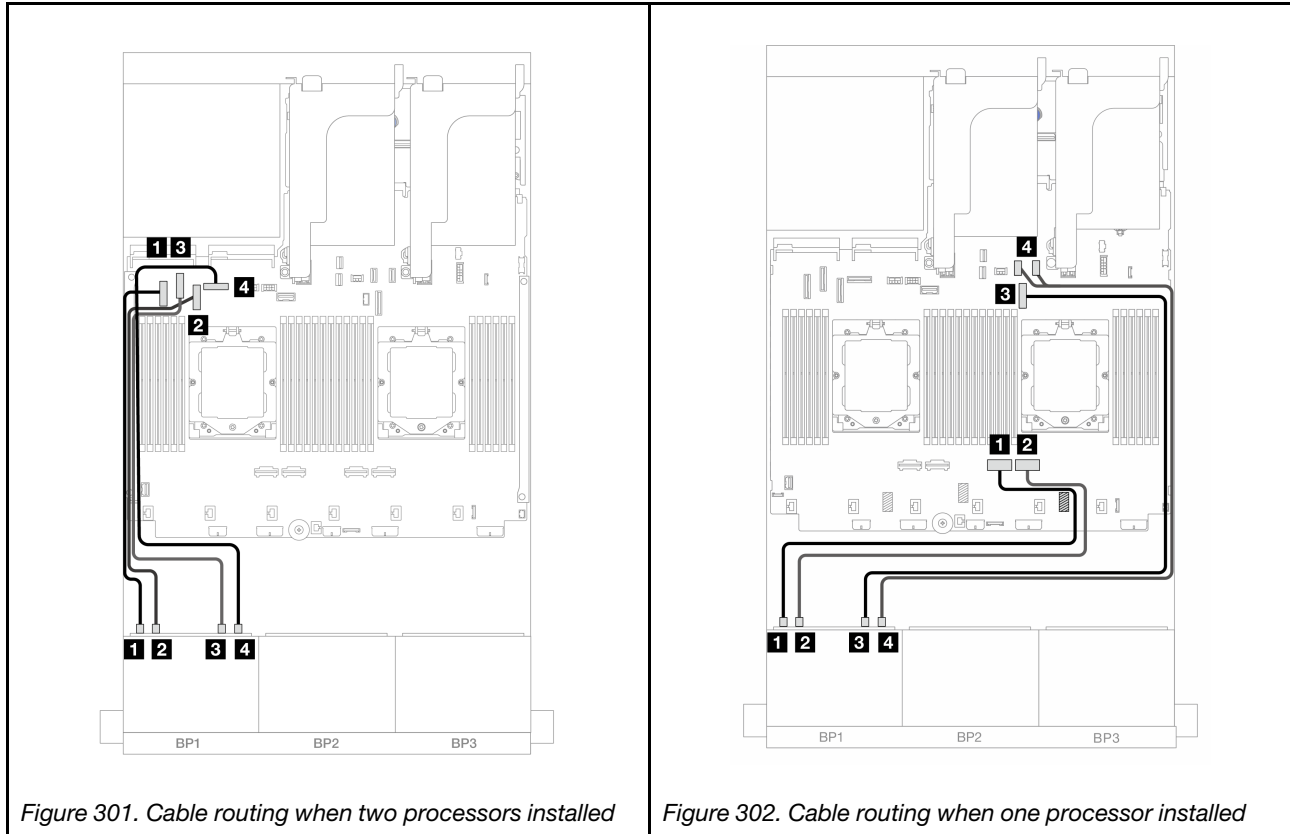 1 3
4
2
1 2 3 4
BP1 BP2 BP3
Figure 301. Cable routing when two processors installed
4
3
1 2
1 2 3 4
BP1 BP2 BP3
Figure 302. Cable routing when one processor installed